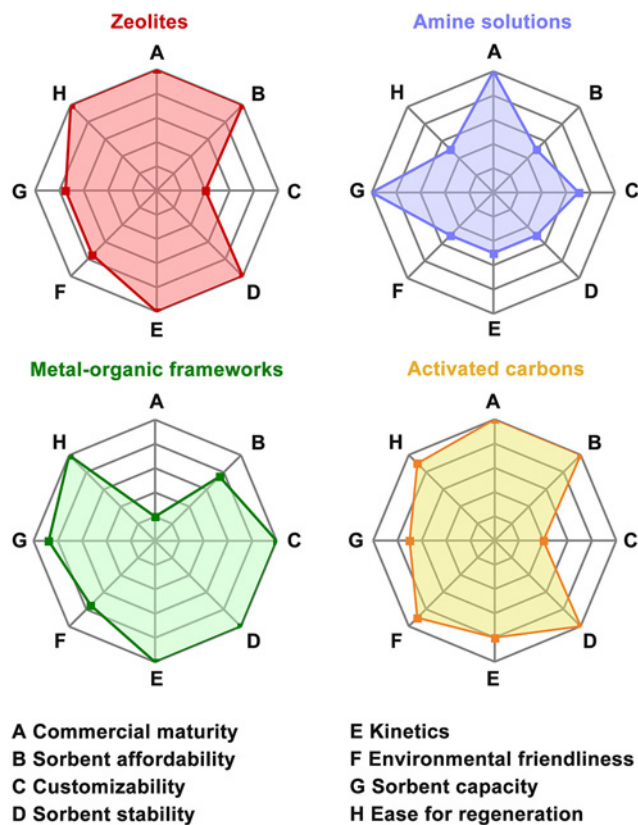 Zeolites
A
B
C
D
E
F
G
H
Amine solutions
A
B
C
D
E
F
G
H
Metal-organic frameworks
A
B
C
D
E
F
G
H
Activated carbons
A
B
C
D
E
F
G
H
A Commercial maturity
B Sorbent affordability
C Customizability
D Sorbent stability
E Kinetics
F Environmental friendliness
G Sorbent capacity
H Ease for regeneration